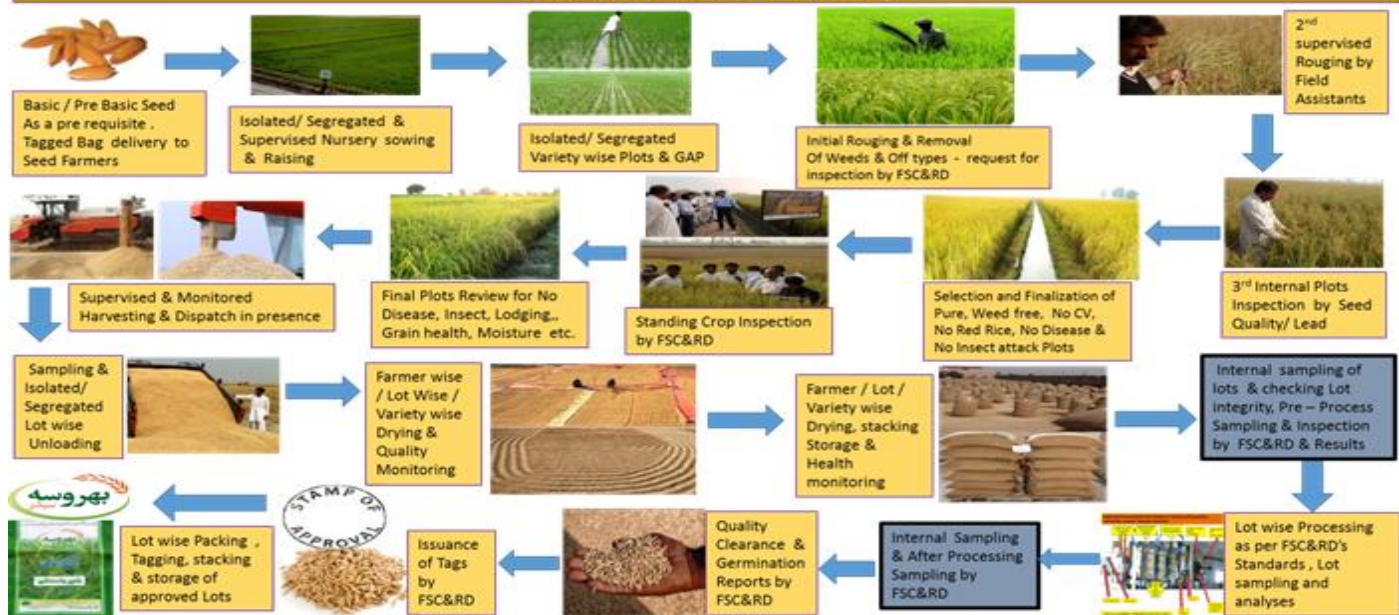 Basic / Pre Basic Seed
As a pre requisite .
Tagged Bag delivery to
Seed Farmers
Isolated/ Segregated &
Supervised Nursery sowing
& Raising
Isolated/ Segregated
Variety wise Plots & GAP
Initial Rouging & Removal
Of Weeds & Off types - request for
inspection by FSC&RD
2nd
supervised
Rouging by
Field
Assistants
3rd Internal Plots
Inspection by Seed
Quality/ Lead
Selection and Finalization of
Pure, Weed free, No CV,
No Red Rice, No Disease &
No Insect attack Plots
Standing Crop Inspection
by FSC&RD
Final Plots Review for No
Disease, Insect, Lodging,,
Grain health, Moisture etc.
Supervised & Monitored
Harvesting & Dispatch in presence
Sampling &
Isolated/
Segregated
Lot wise
Unloading
Farmer wise
/ Lot Wise /
Variety wise
Drying &
Quality
Monitoring
Farmer / Lot /
Variety wise
Drying, stacking
Storage &
Health
monitoring
Internal sampling of
lots & checking Lot
integrity, Pre – Process
Sampling & Inspection
by FSC&RD & Results
Lot wise Processing
as per FSC&RD's
Standards , Lot
sampling and
analyses
Internal Sampling
& After Processing
Sampling by
FSC&RD
Quality
Clearance &
Germination
Reports by
FSC&RD
Issuance
of Tags
by
FSC&RD
STAMP OF
APPROVAL
Lot wise Packing ,
Tagging, stacking
& storage of
approved Lots
بھروسہ